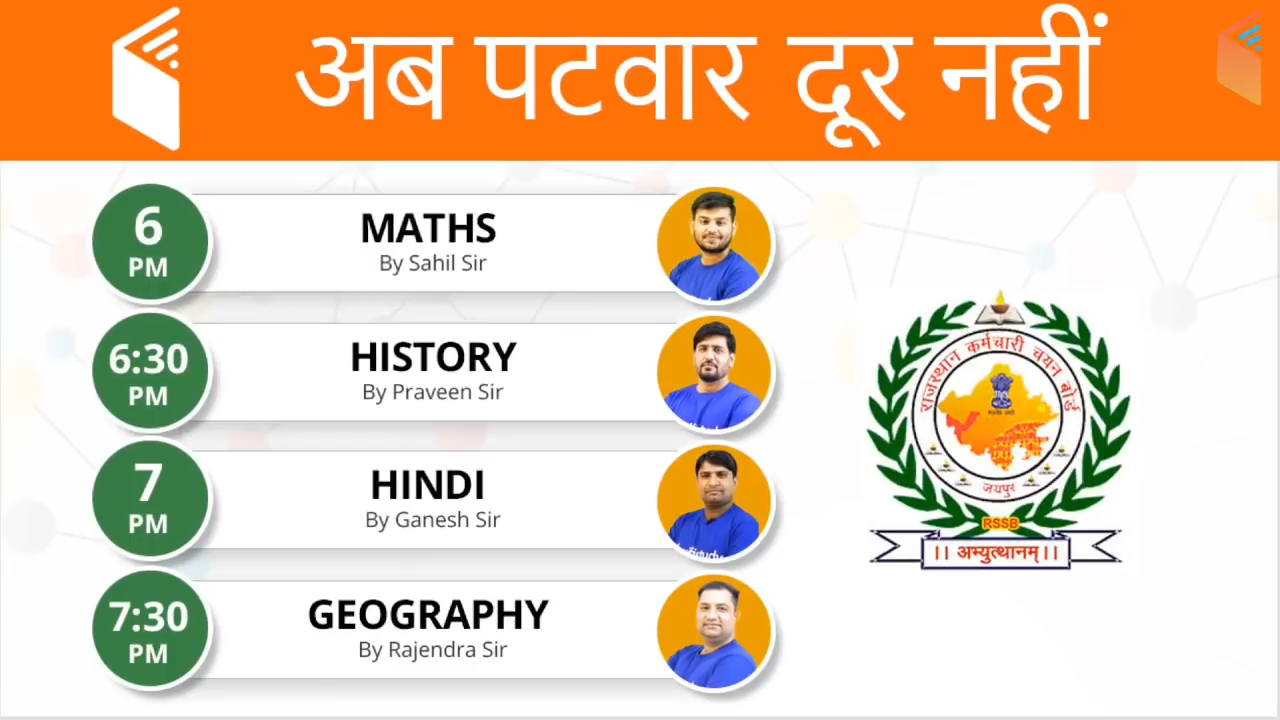 अब पटवार दूर नहीं
6
PM
MATHS
By Sahil Sir
6:30
PM
HISTORY
By Praveen Sir
7
PM
HINDI
By Ganesh Sir
7:30
PM
GEOGRAPHY
By Rajendra Sir
राजस्थान कर्मचारी चयन बोर्ड
जयपुर
RSSB
।। अभ्युत्थानम्।।